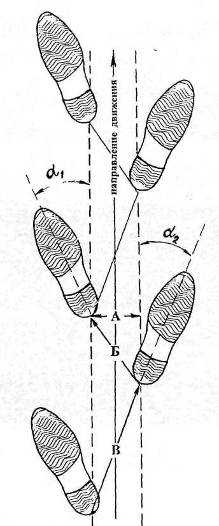 направление движения
α₁
α₂
А
Б
В